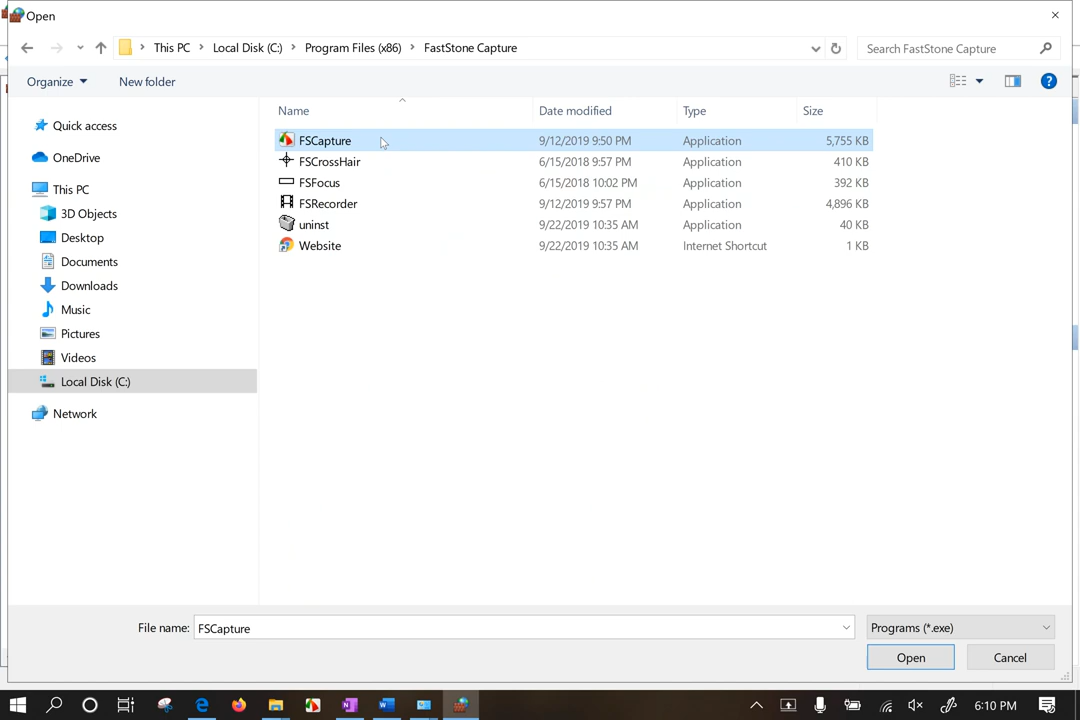 Open
This PC > Local Disk (C:) > Program Files (x86) > FastStone Capture
Search FastStone Capture
Organize
New folder
Name Date modified Type Size
Quick access
OneDrive
This PC
3D Objects
Desktop
Documents
Downloads
Music
Pictures
Videos
Local Disk (C:)
Network
FSCapture 9/12/2019 9:50 PM Application 5,755 KB
FSCrossHair 6/15/2018 9:57 PM Application 410 KB
FSFocus 6/15/2018 10:02 PM Application 392 KB
FSRecorder 9/12/2019 9:57 PM Application 4,896 KB
uninst 9/22/2019 10:35 AM Application 40 KB
Website 9/22/2019 10:35 AM Internet Shortcut 1 KB
File name: FSCapture
Programs (*.exe)
Open
Cancel
6:10 PM